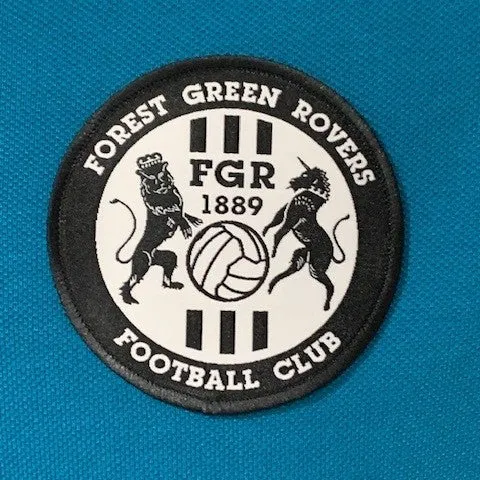 FOREST GREEN ROVERS
FGR
1889
FOOTBALL CLUB